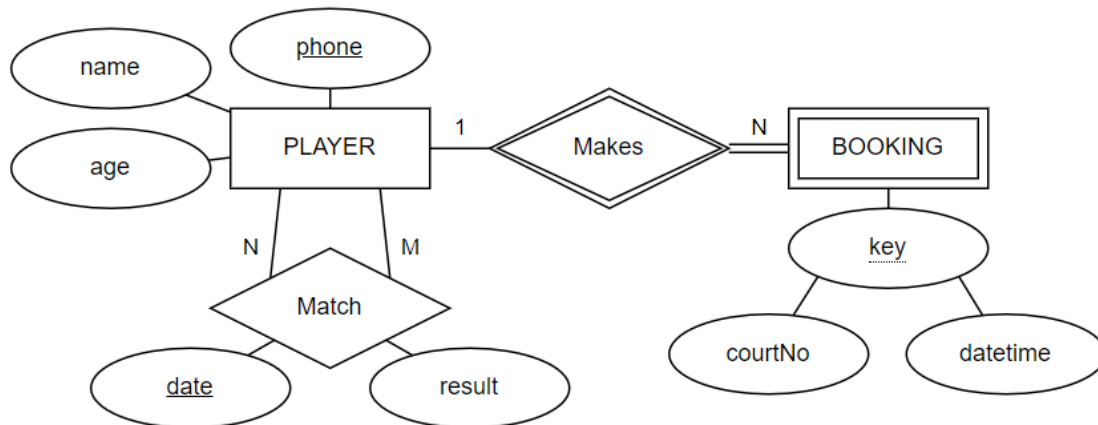 phone
name
PLAYER
1
Makes
N
BOOKING
age
N
M
key
Match
courtNo
datetime
date
result